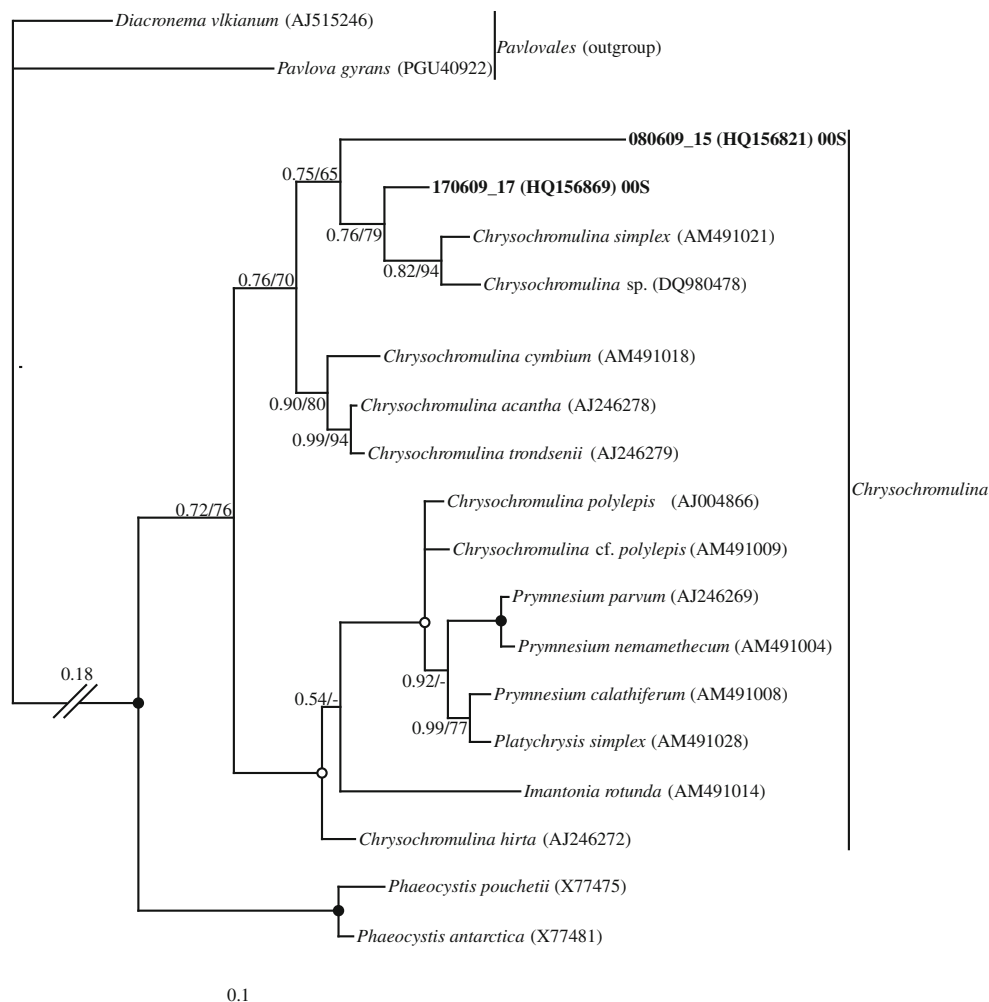 Diacronema vlkianum (AJ515246)
Pavlovales (outgroup)
Pavlova gyrans (PGU40922)
080609_15 (HQ156821) 00S
0.75/65
170609_17 (HQ156869) 00S
0.76/79
Chrysochromulina simplex (AM491021)
0.82/94
Chrysochromulina sp. (DQ980478)
0.76/70
Chrysochromulina cymbium (AM491018)
0.90/80
Chrysochromulina acantha (AJ246278)
0.99/94
Chrysochromulina trondsenii (AJ246279)
Chrysochromulina
0.72/76
Chrysochromulina polylepis (AJ004866)
Chrysochromulina cf. polylepis (AM491009)
Prymnesium parvum (AJ246269)
Prymnesium nemamethecum (AM491004)
0.18
0.92/-
Prymnesium calathiferum (AM491008)
0.54/-
0.99/77
Platychrysis simplex (AM491028)
Imantonia rotunda (AM491014)
Chrysochromulina hirta (AJ246272)
Phaeocystis pouchetii (X77475)
Phaeocystis antarctica (X77481)
0.1